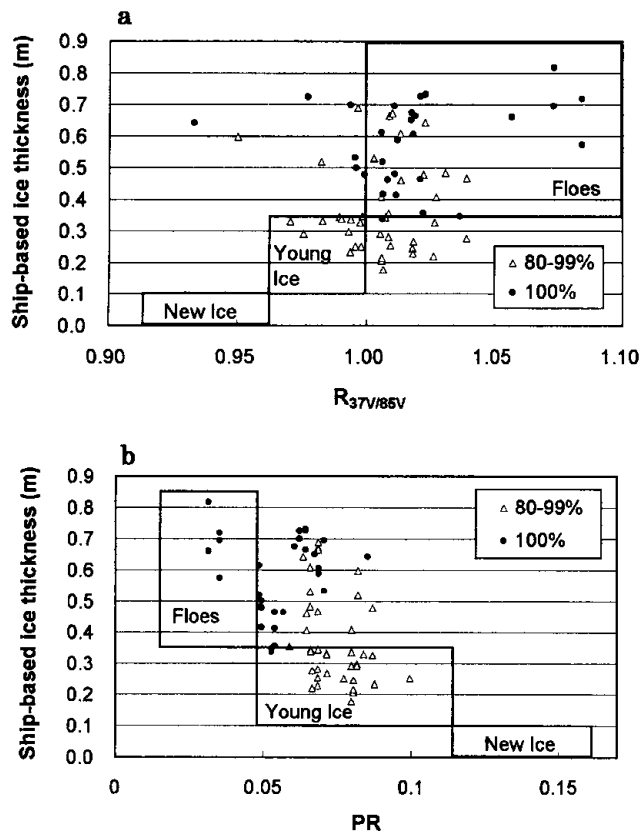 a
Ship-based ice thickness (m)
0.9
0.8
0.7
0.6
0.5
0.4
0.3
0.2
0.1
0.0
Floes
Young
Ice
New Ice
80-99%
100%
0.90
0.95
1.00
1.05
1.10
R37V/85V
b
Ship-based ice thickness (m)
0.9
0.8
0.7
0.6
0.5
0.4
0.3
0.2
0.1
0.0
80-99%
100%
Floes
Young Ice
New Ice
0
0.05
0.1
0.15
PR